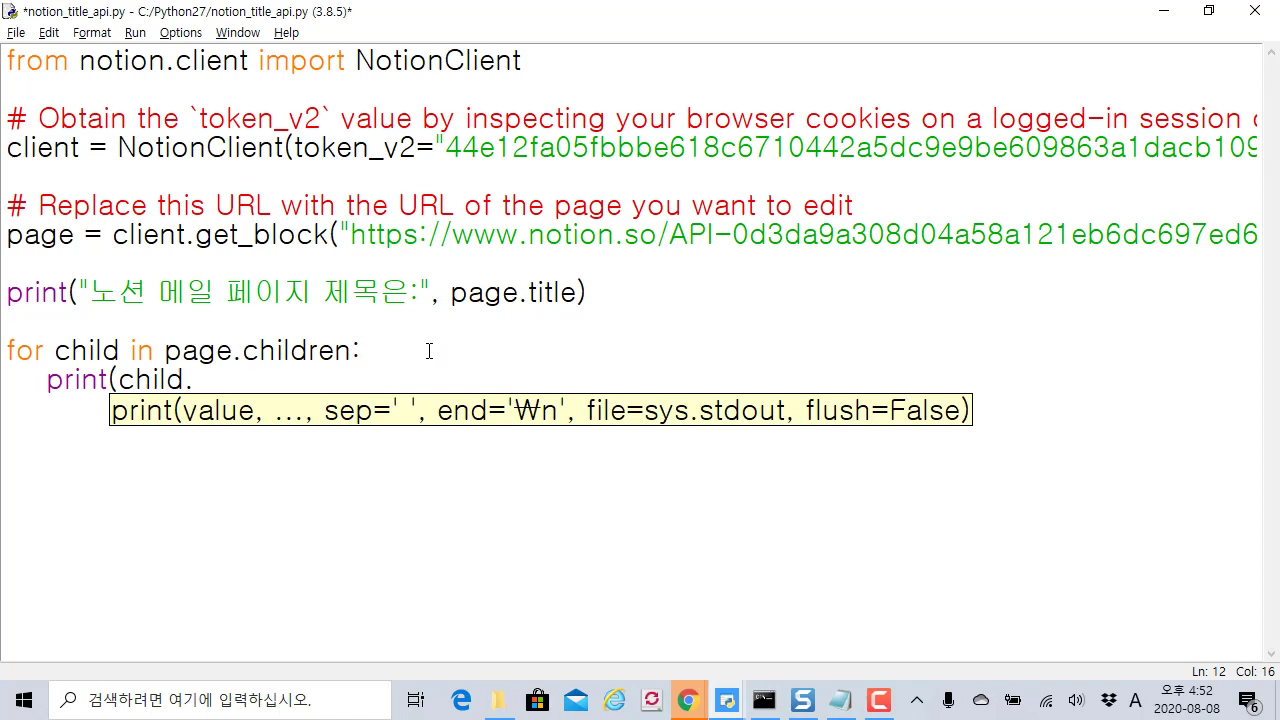 *notion_title_api.py - C:/Python27/notion_title_api.py (3.8.5)*
File Edit Format Run Options Window Help
from notion.client import NotionClient
# Obtain the `token_v2` value by inspecting your browser cookies on a logged-in session
client = NotionClient(token_v2="44e12fa05fbbbe618c6710442a5dc9e9be609863a1dacb109
# Replace this URL with the URL of the page you want to edit
page = client.get_block("https://www.notion.so/API-0d3da9a308d04a58a121eb6dc697ed6
print("노션 메일 페이지 제목은:", page.title)
for child in page.children:
print(child.
print(value, ..., sep=' ', end='₩n', file=sys.stdout, flush=False)
Ln: 12 Col: 16
검색하려면 여기에 입력하십시오.
A
오후 4:52
2020-08-08
6